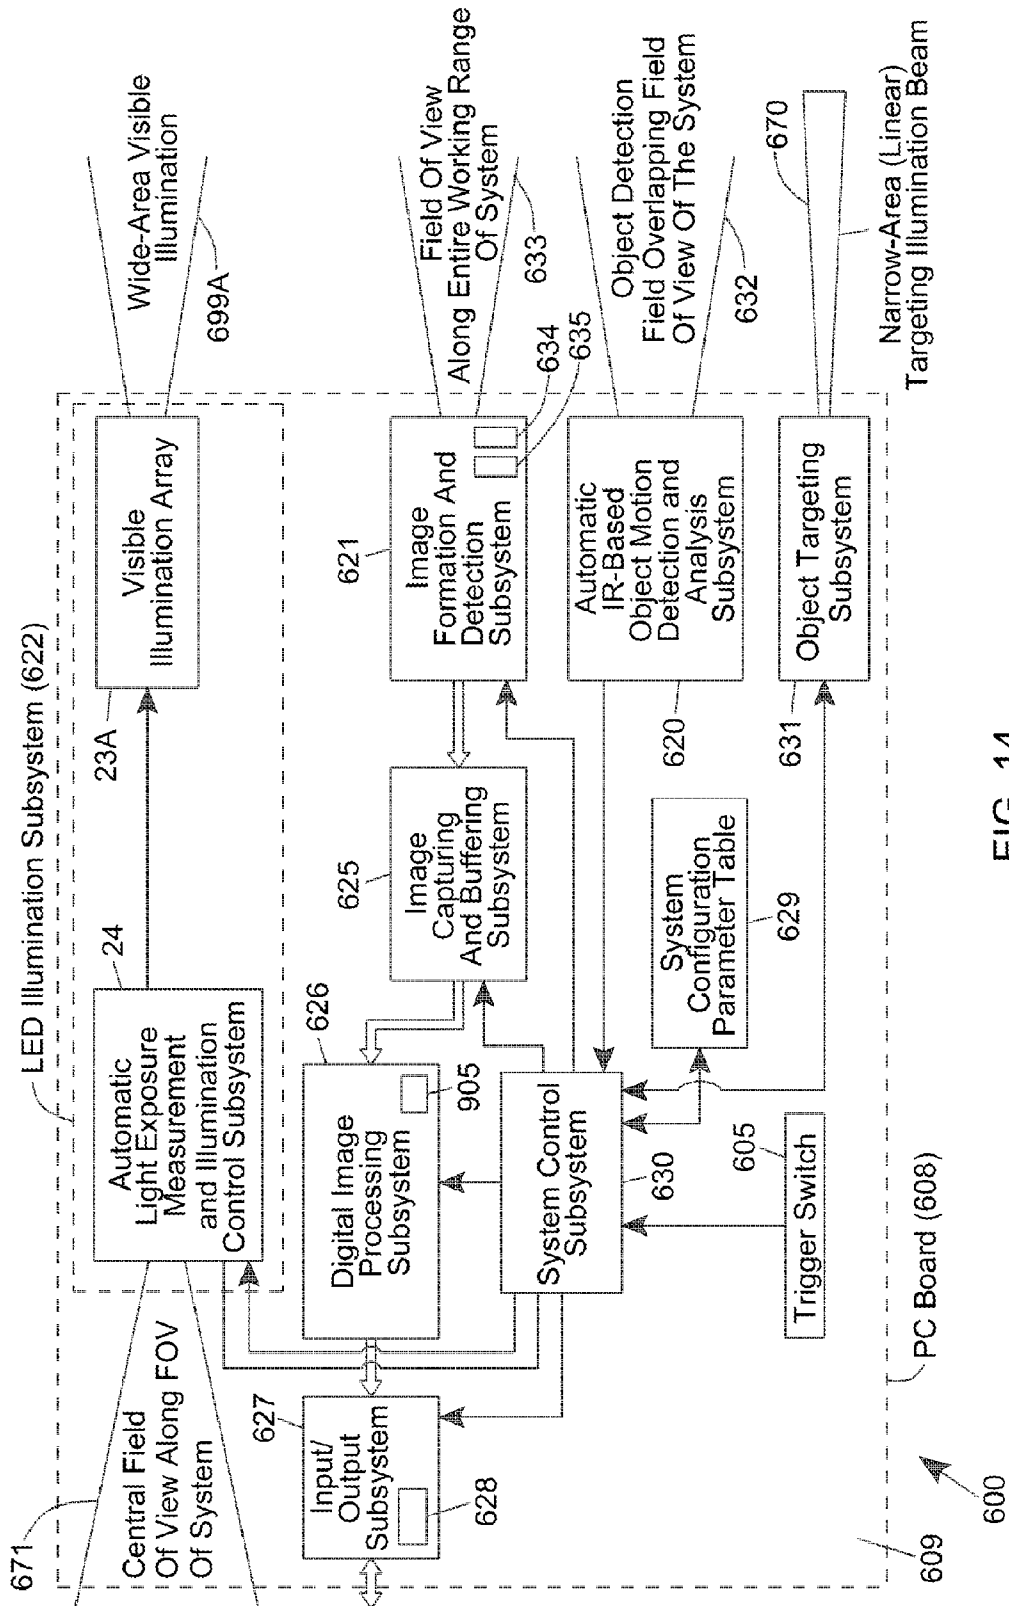 LED Illumination Subsystem (622)
671
Central Field
Of View Along FOV
Of System
24
Automatic
Light Exposure
Measurement
and Illumination
Control Subsystem
23A
Visible
Illumination Array
Wide-Area Visible
Illumination
699A
627
Input/
Output
Subsystem
628
626
Digital Image
Processing
Subsystem
905
625
Image
Capturing
And Buffering
Subsystem
621
Image
Formation And
Detection
Subsystem
634
635
Field Of View
Along Entire Working Range
Of System
633
System Control
Subsystem
630
System
Configuration
Parameter Table
629
Automatic
IR-Based
Object Motion
Detection and
Analysis
Subsystem
620
Object Detection
Field Overlapping Field
Of View Of The System
632
605
Trigger Switch
631
Object Targeting
Subsystem
670
Narrow-Area (Linear)
Targeting Illumination Beam
PC Board (608)
609
600
FIG. 14